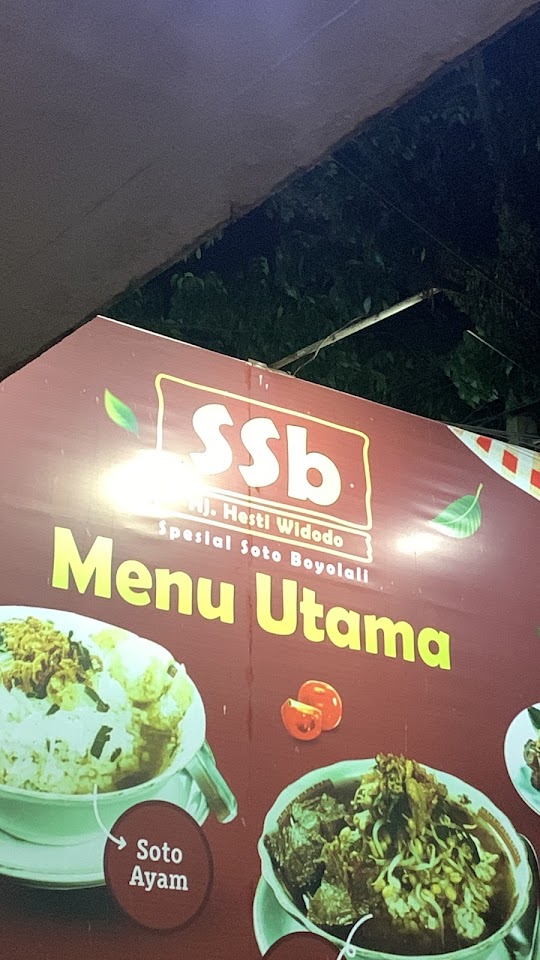 SSb
Hj. Hesti Widodo
Spesial Soto Boyolali
Menu Utama
Soto
Ayam